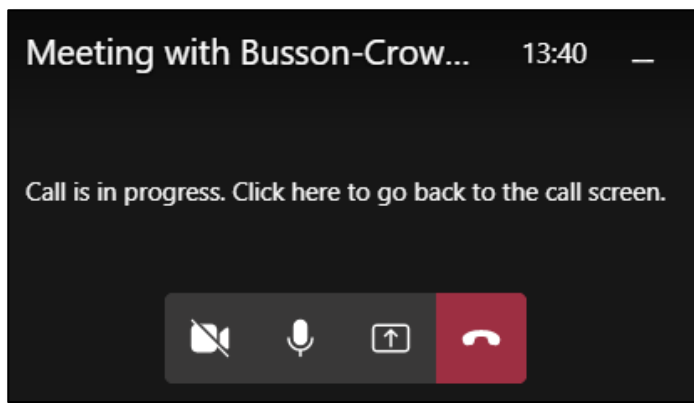 Meeting with Busson-Crow... 13:40
Call is in progress. Click here to go back to the call screen.